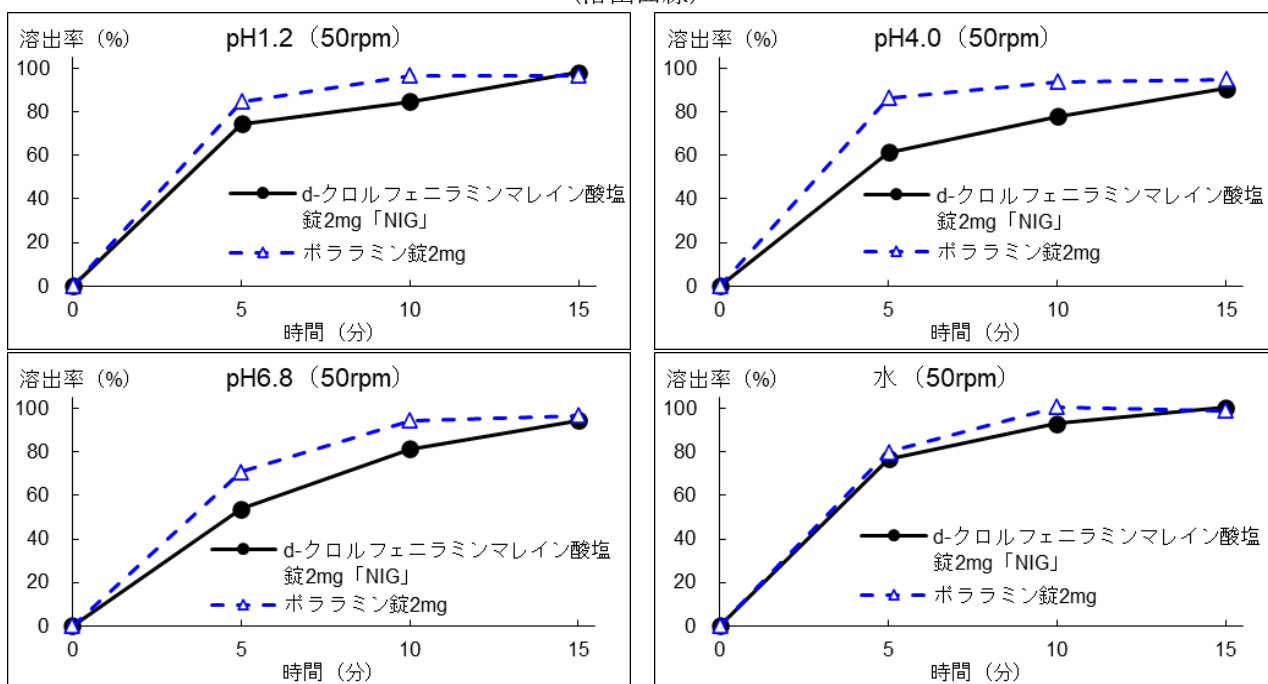 (溶出曲線)
溶出率 (%)
pH1.2 (50rpm)
100
80
60
40
20
0
d-クロルフェニラミンマレイン酸塩
錠2mg「NIG」
ポララミン錠2mg
0 5 10 15
時間 (分)
溶出率 (%)
pH4.0 (50rpm)
100
80
60
40
20
0
d-クロルフェニラミンマレイン酸塩
錠2mg「NIG」
ポララミン錠2mg
0 5 10 15
時間 (分)
溶出率 (%)
pH6.8 (50rpm)
100
80
60
40
20
0
d-クロルフェニラミンマレイン酸塩
錠2mg「NIG」
ポララミン錠2mg
0 5 10 15
時間 (分)
溶出率 (%)
水 (50rpm)
100
80
60
40
20
0
d-クロルフェニラミンマレイン酸塩
錠2mg「NIG」
ポララミン錠2mg
0 5 10 15
時間 (分)